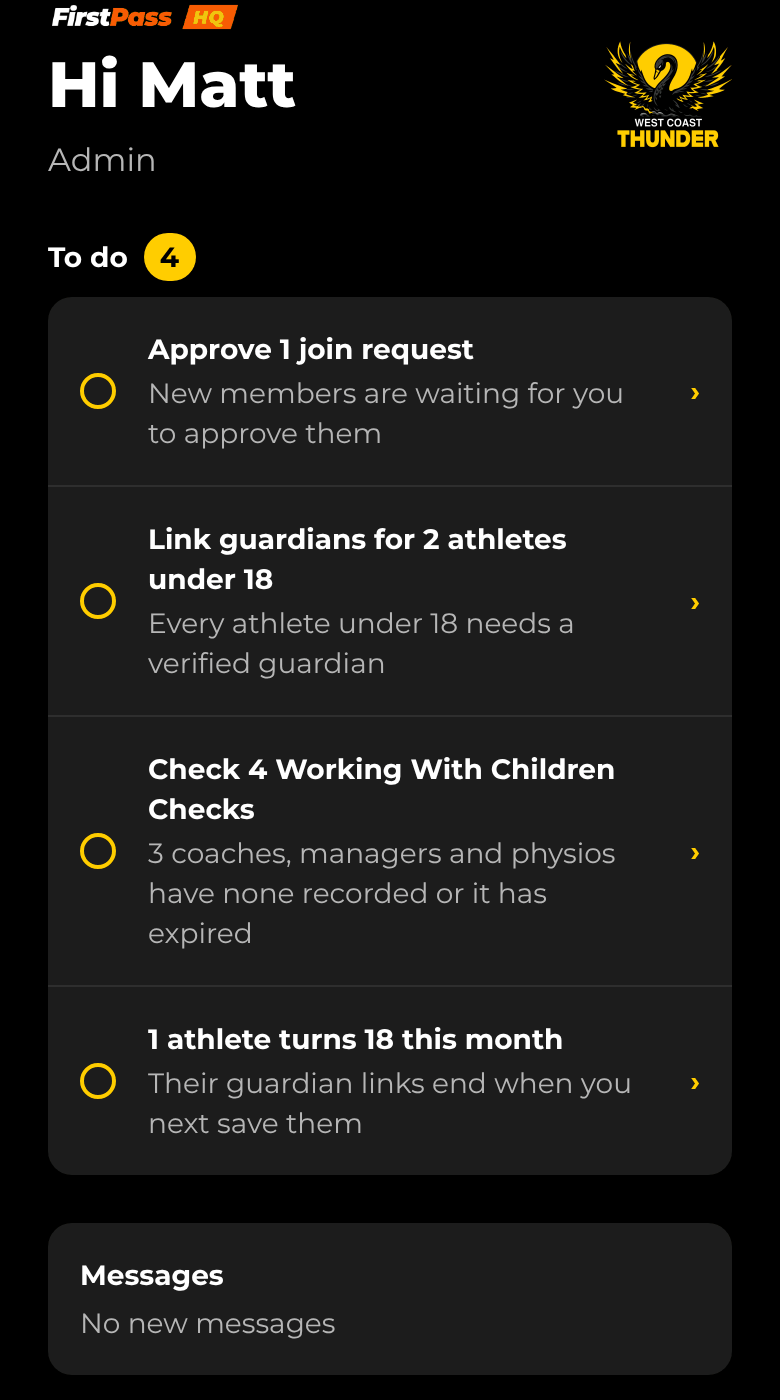 FirstPass HQ
Hi Matt
WEST COAST
THUNDER
Admin
To do 4
Approve 1 join request
New members are waiting for you
to approve them
›
Link guardians for 2 athletes
under 18
Every athlete under 18 needs a
verified guardian
›
Check 4 Working With Children
Checks
3 coaches, managers and physios
have none recorded or it has
expired
›
1 athlete turns 18 this month
Their guardian links end when you
next save them
›
Messages
No new messages